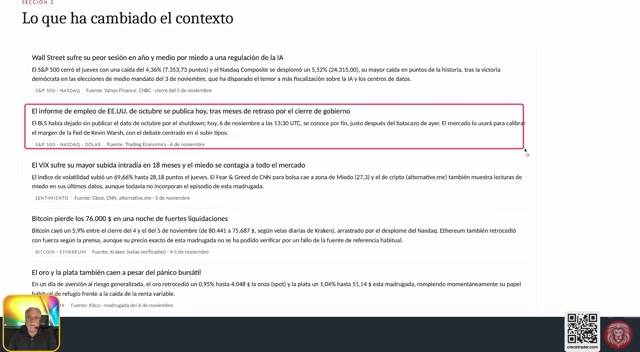 SECCIÓN 2
Lo que ha cambiado el contexto
Wall Street sufre su peor sesión en año y medio por miedo a una regulación de la IA
El S&P 500 cerró el jueves con una caída del 4,36% (7.353,73 puntos) y el Nasdaq Composite se desplomó un 5,52% (24.315,00), su mayor caída en puntos de la historia, tras la victoria
demócrata en las elecciones de medio mandato del 3 de noviembre, que ha disparado el temor a más fiscalización sobre la IA y los centros de datos.
S&P 500 · NASDAQ Fuente: Yahoo Finance, CNBC · cierre del 5 de noviembre
El informe de empleo de EE.UU. de octubre se publica hoy, tras meses de retraso por el cierre de gobierno
El BLS había dejado sin publicar el dato de octubre por el shutdown; hoy, 6 de noviembre a las 13:30 UTC, se conoce por fin, justo después del batacazo de ayer. El mercado lo usará para calibrar
el margen de la Fed de Kevin Warsh, con el debate centrado en si subir tipos.
S&P 500 · NASDAQ · DÓLAR Fuente: Trading Economics · 6 de noviembre
El VIX sufre su mayor subida intradía en 18 meses y el miedo se contagia a todo el mercado
El índice de volatilidad subió un 69,66% hasta 28,18 puntos el jueves. El Fear & Greed de CNN para bolsa cae a zona de Miedo (27,3) y el de cripto (alternative.me) también muestra lecturas de
miedo en sus últimos datos, aunque todavía no incorporan el episodio de esta madrugada.
SENTIMIENTO Fuente: Cboe, CNN, alternative.me · 5 de noviembre
Bitcoin pierde los 76.000 $ en una noche de fuertes liquidaciones
Bitcoin cayó un 5,9% entre el cierre del 4 y el del 5 de noviembre (de 80.441 a 75.687 $, según velas diarias de Kraken), arrastrado por el desplome del Nasdaq. Ethereum también retrocedió
con fuerza según la prensa, aunque su precio exacto de esta madrugada no se ha podido verificar por un fallo de la fuente de referencia habitual.
BITCOIN · ETHEREUM Fuente: Kraken (velas verificadas) · 4-5 de noviembre
El oro y la plata también caen a pesar del pánico bursátil
En un día de aversión al riesgo generalizada, el oro retrocedió un 0,95% hasta 4.048 $ la onza (spot) y la plata un 1,04% hasta 51,14 $ esta madrugada, rompiendo momentáneamente su papel
habitual de refugio frente a la caída de la renta variable.
Fuente: Kitco · madrugada del 6 de noviembre
crecetrader.com